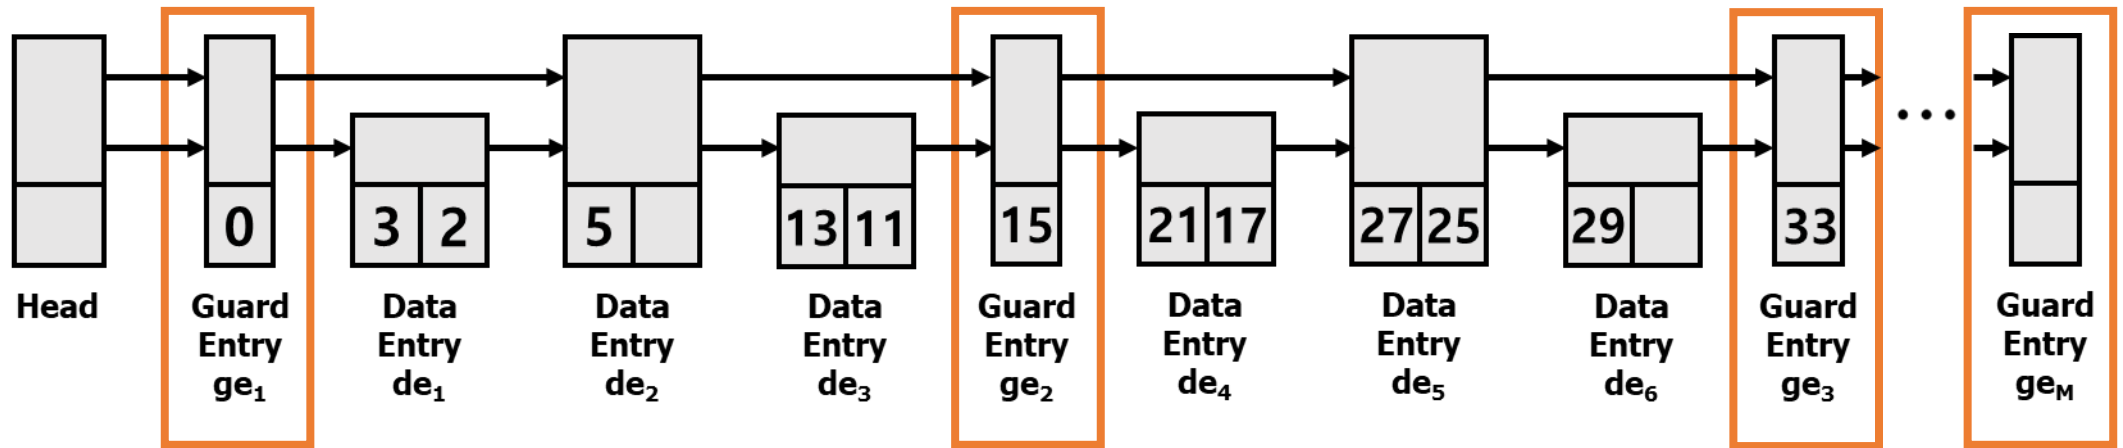 0
3 2
5
13 11
15
21 17
27 25
29
33
...
Head
Guard
Entry
ge₁
Data
Entry
de₁
Data
Entry
de₂
Data
Entry
de₃
Guard
Entry
ge₂
Data
Entry
de₄
Data
Entry
de₅
Data
Entry
de₆
Guard
Entry
ge₃
Guard
Entry
geM